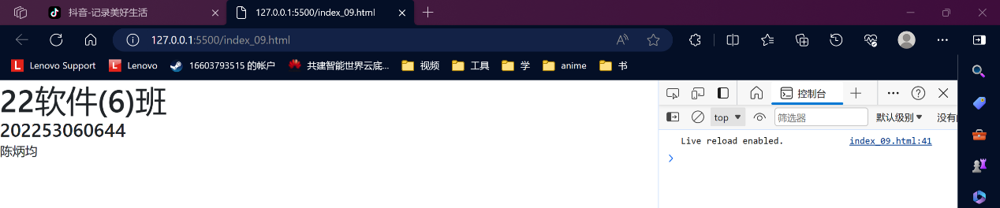 抖音-记录美好生活
127.0.0.1:5500/index_09.html
127.0.0.1:5500/index_09.html
Lenovo Support
Lenovo
16603793515 的帐户
共建智能世界云底...
视频
工具
学
anime
书
22软件(6)班
202253060644
陈炳均
控制台
top
筛选器
默认级别
没有
Live reload enabled.
index_09.html:41